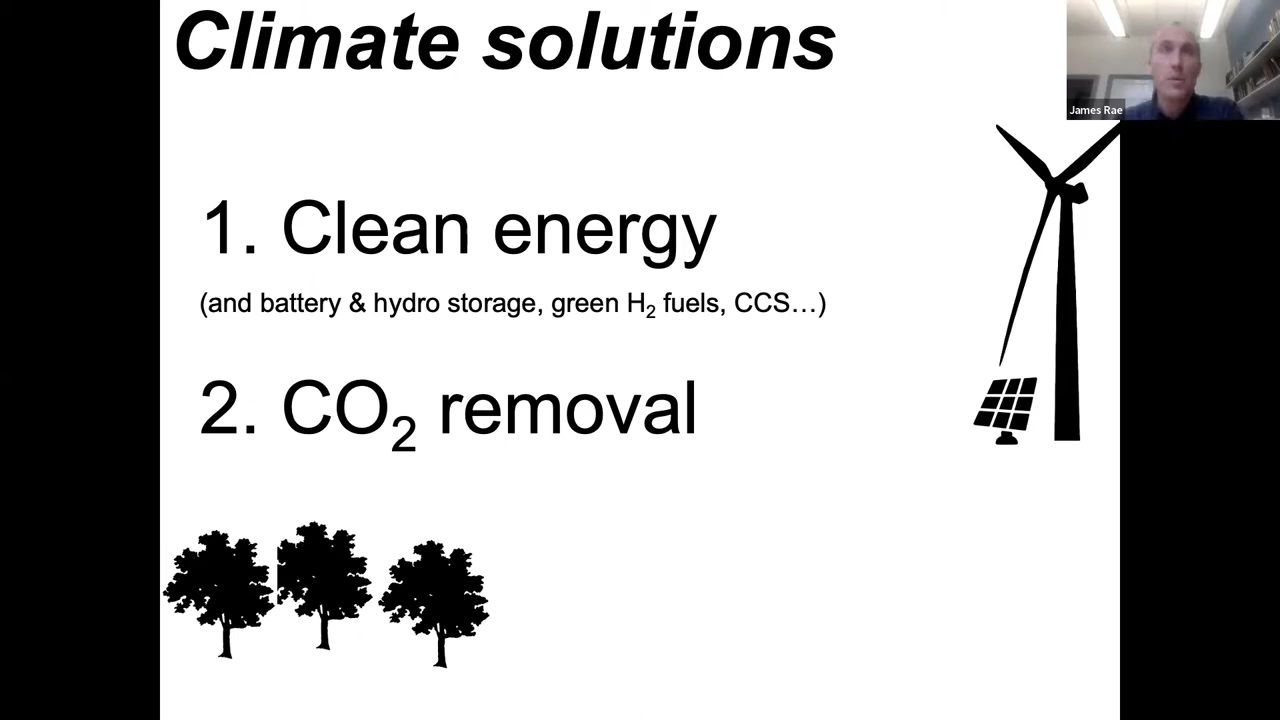 Climate solutions
James Rae
1. Clean energy
(and battery & hydro storage, green H₂ fuels, CCS…)
2. CO₂ removal